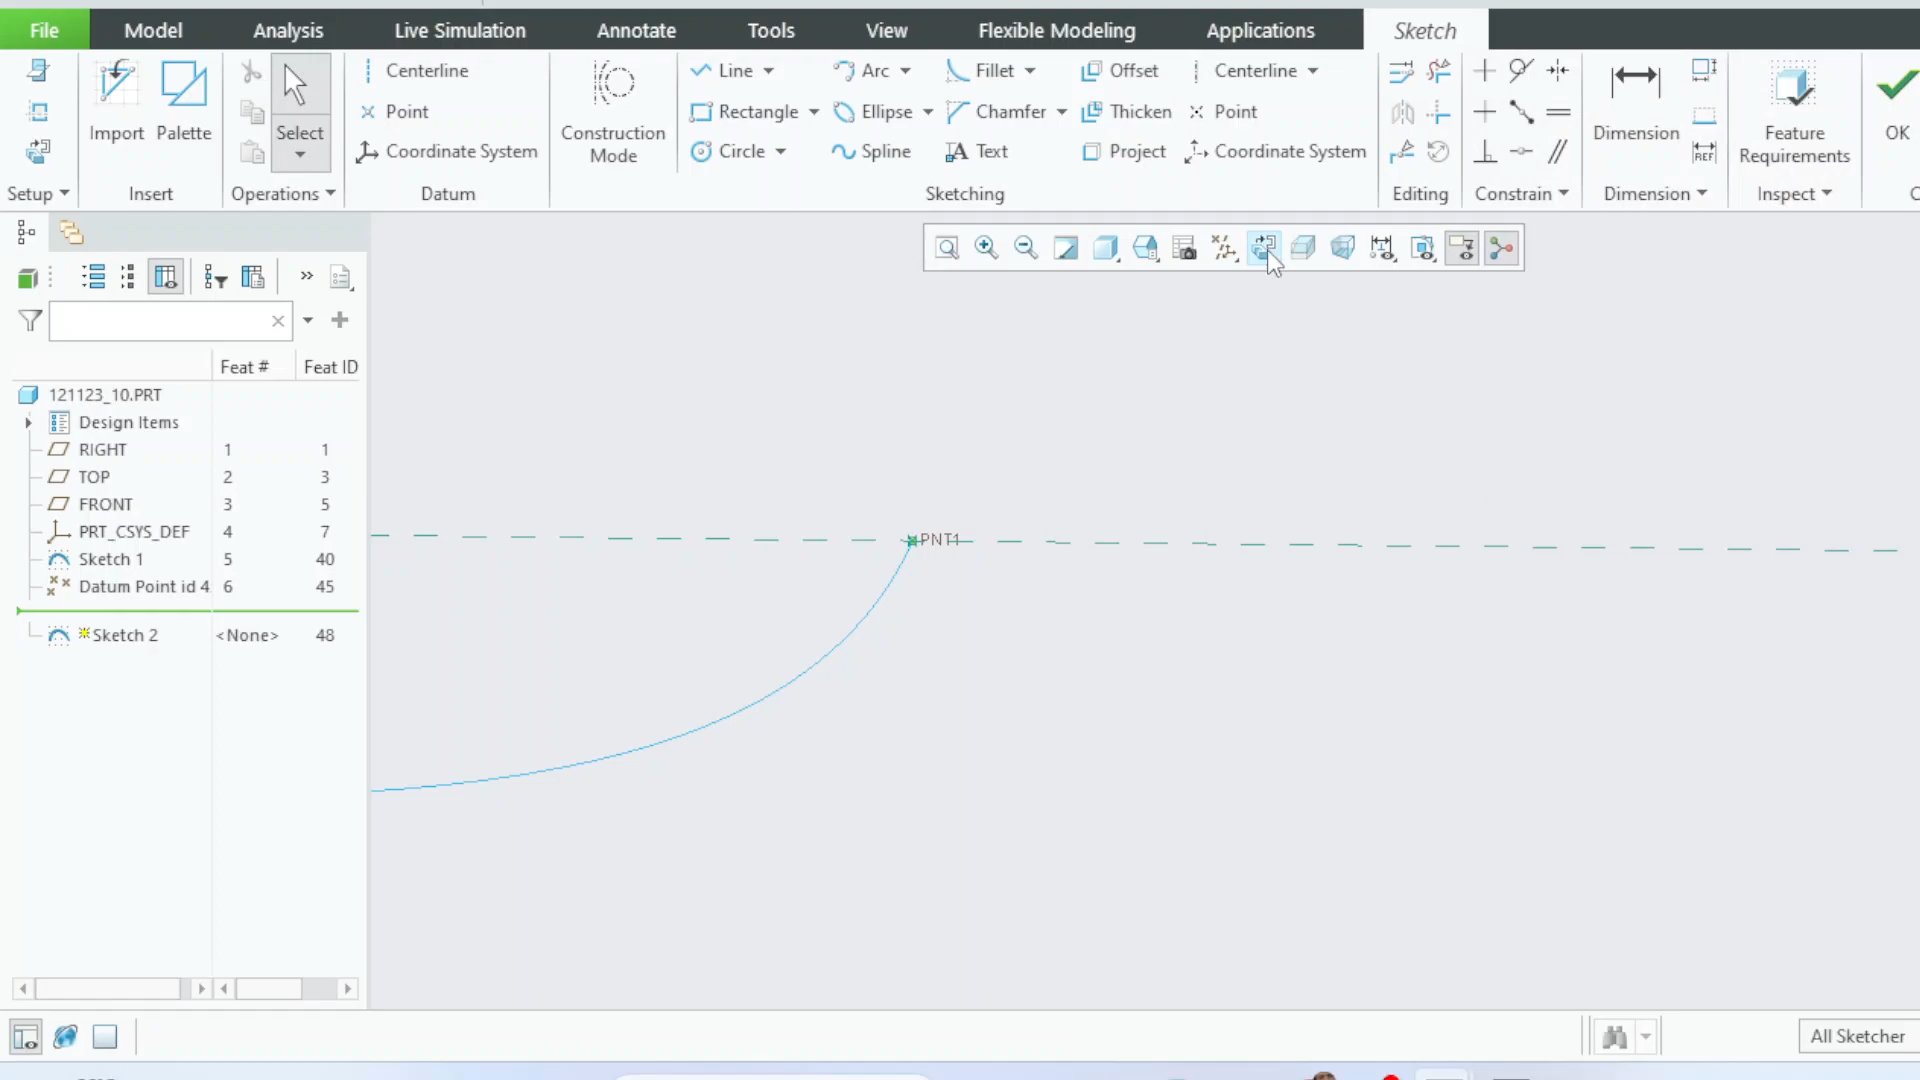 File Model Analysis Live Simulation Annotate Tools View Flexible Modeling Applications Sketch
Centerline Line Arc Fillet Offset Centerline
Point Rectangle Ellipse Chamfer Thicken Point
Import Palette Select Construction Mode Dimension Feature Requirements OK
Coordinate System Circle Spline Text Project Coordinate System REF
Setup Insert Operations Datum Sketching Editing Constrain Dimension Inspect
Feat # Feat ID
121123_10.PRT
Design Items
RIGHT 1 1
TOP 2 3
FRONT 3 5
PRT_CSYS_DEF 4 7
PNT1
Sketch 1 5 40
Datum Point id 4 6 45
Sketch 2 <None> 48
All Sketcher